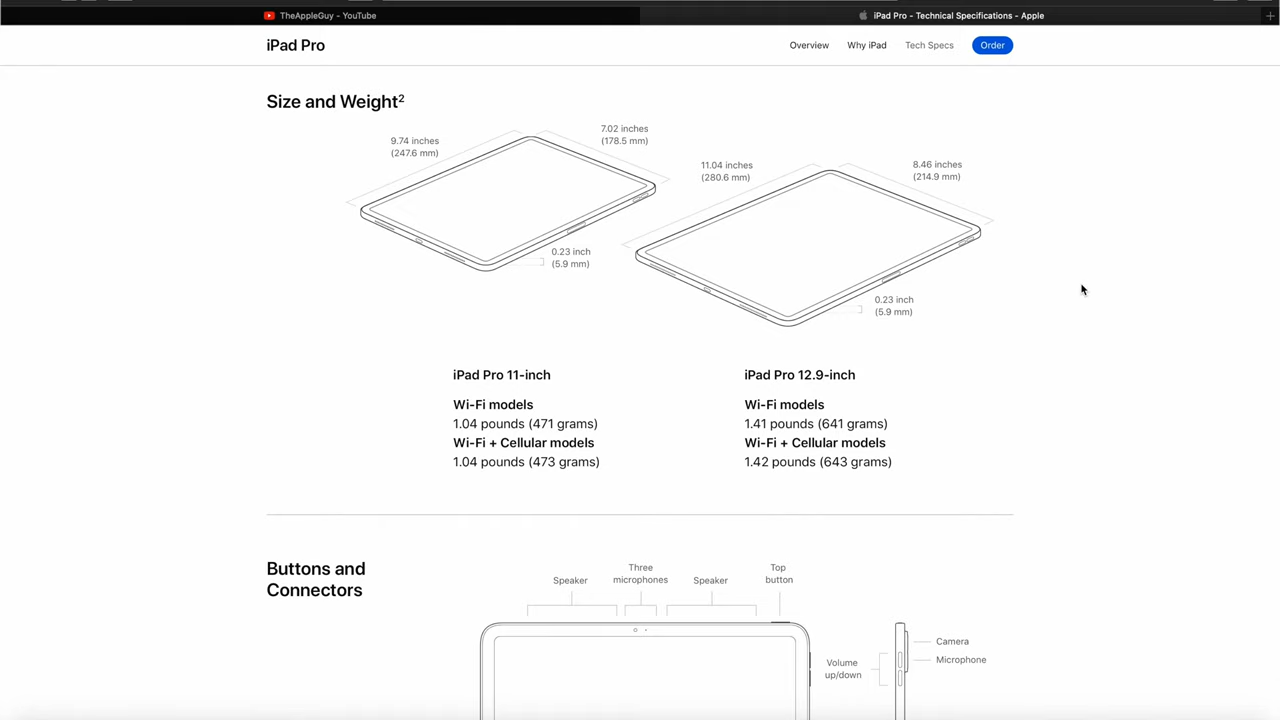 TheAppleGuy - YouTube
iPad Pro - Technical Specifications - Apple
iPad Pro
Overview
Why iPad
Tech Specs
Order
Size and Weight2
9.74 inches
(247.6 mm)
7.02 inches
(178.5 mm)
0.23 inch
(5.9 mm)
11.04 inches
(280.6 mm)
8.46 inches
(214.9 mm)
0.23 inch
(5.9 mm)
iPad Pro 11-inch
Wi-Fi models
1.04 pounds (471 grams)
Wi-Fi + Cellular models
1.04 pounds (473 grams)
iPad Pro 12.9-inch
Wi-Fi models
1.41 pounds (641 grams)
Wi-Fi + Cellular models
1.42 pounds (643 grams)
Buttons and
Connectors
Speaker
Three
microphones
Speaker
Top
button
Volume
up/down
Camera
Microphone